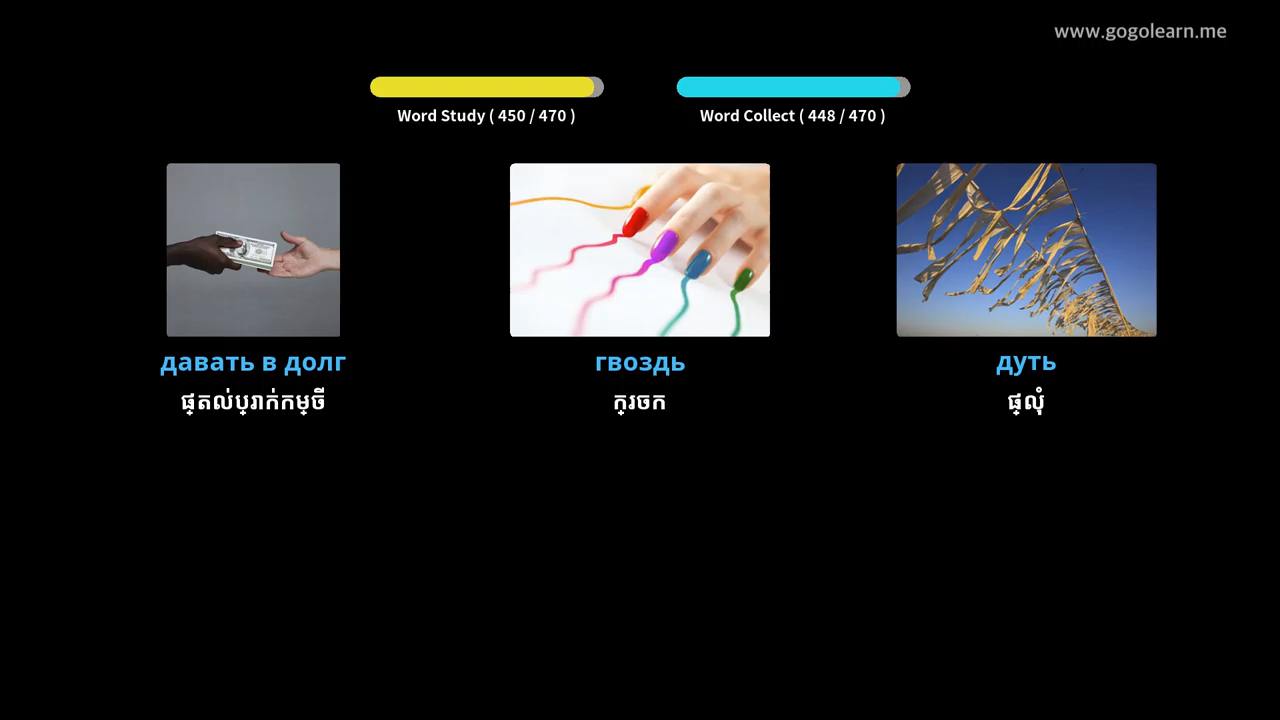 www.gogolearn.me
Word Study ( 450 / 470 )
Word Collect ( 448 / 470 )
давать в долг
ផ្តល់ប្រាក់កម្ចី
гвоздь
ក្រចក
дуть
ផ្លុំ